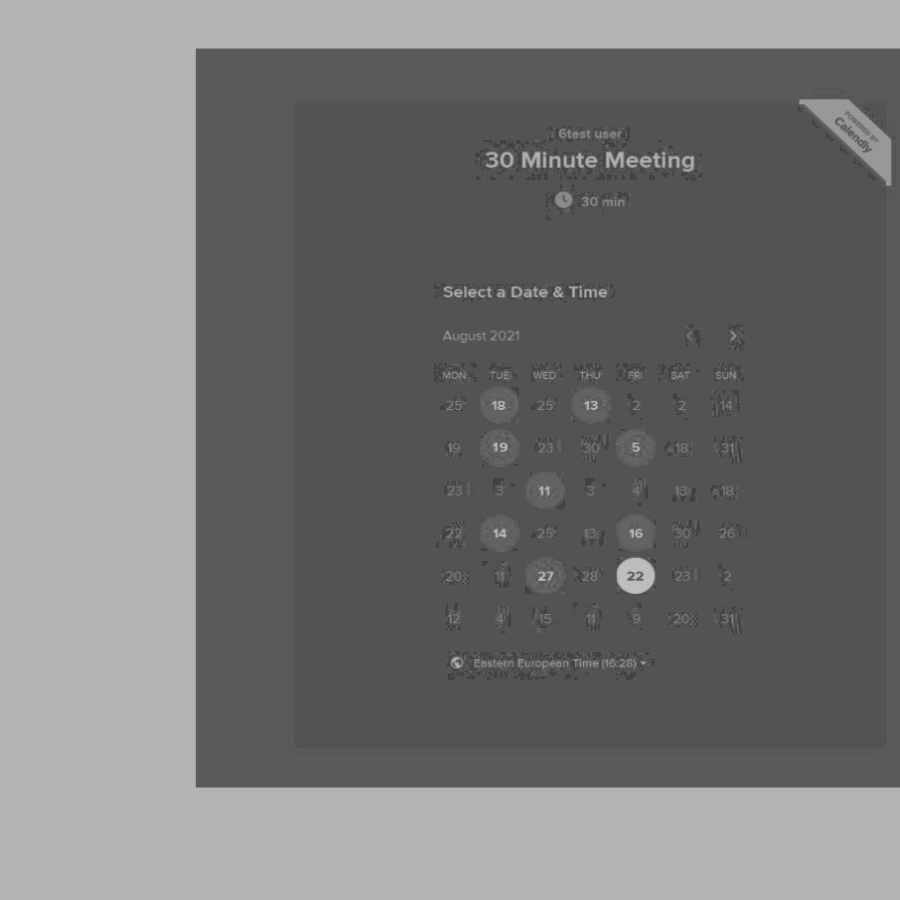 POWERED BY
Calendly
6test user
30 Minute Meeting
30 min
Select a Date & Time
August 2021
MON TUE WED THU FRI SAT SUN
25 18 25 13 2 2 14
19 19 23 30 5 18 31
23 3 11 3 4 13 18
22 14 25 13 16 30 26
20 11 27 28 22 23 2
12 4 15 11 9 20 31
Eastern European Time (16:28)